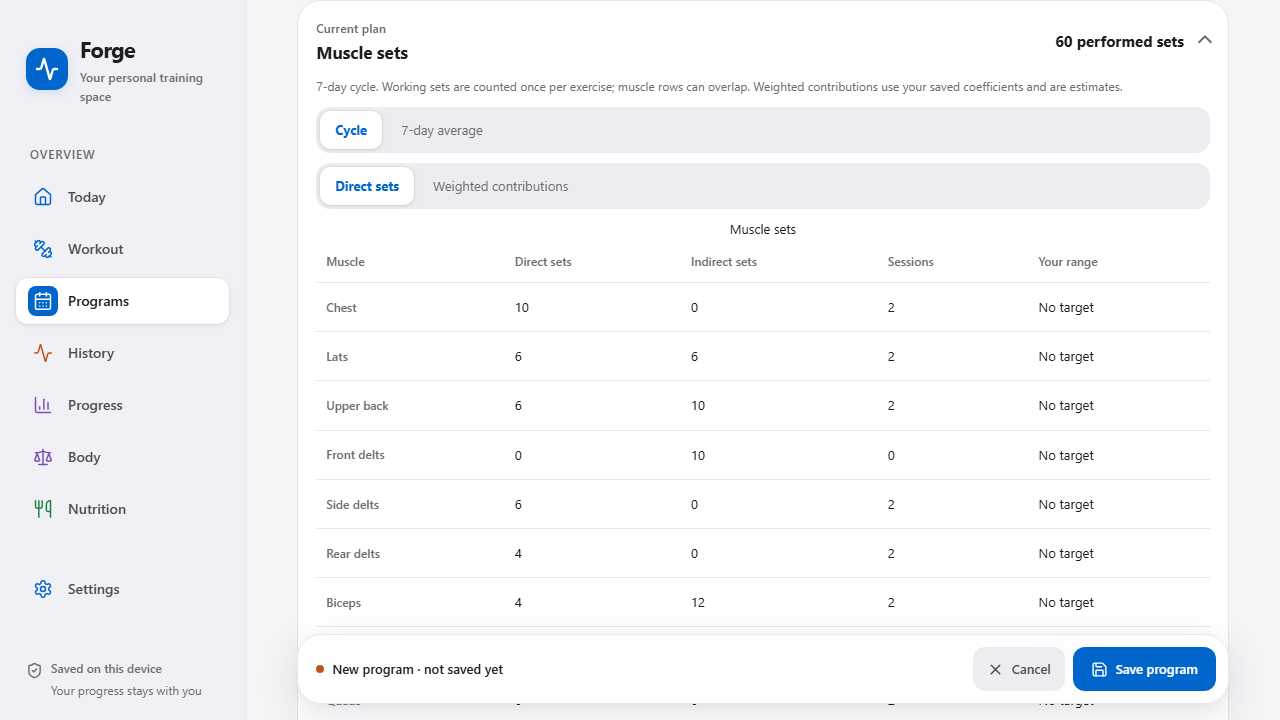 Forge
Your personal training
space
OVERVIEW
Today
Workout
Programs
History
Progress
Body
Nutrition
Settings
Saved on this device
Your progress stays with you
Current plan
Muscle sets
60 performed sets
7-day cycle. Working sets are counted once per exercise; muscle rows can overlap. Weighted contributions use your saved coefficients and are estimates.
Cycle 7-day average
Direct sets Weighted contributions
Muscle sets
Muscle Direct sets Indirect sets Sessions Your range
Chest 10 0 2 No target
Lats 6 6 2 No target
Upper back 6 10 2 No target
Front delts 0 10 0 No target
Side delts 6 0 2 No target
Rear delts 4 0 2 No target
Biceps 4 12 2 No target
New program · not saved yet
Cancel Save program